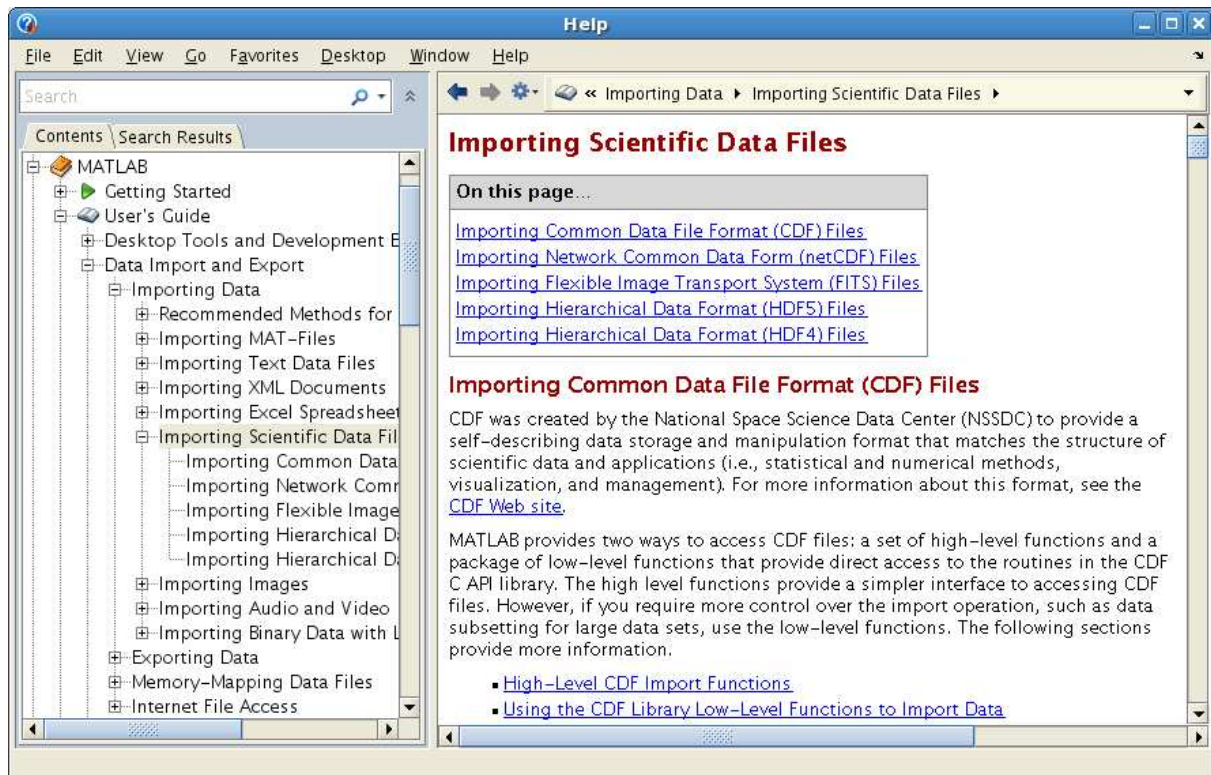 Help
File Edit View Go Favorites Desktop Window Help
Search
Contents Search Results
MATLAB
Getting Started
User's Guide
Desktop Tools and Development E
Data Import and Export
Importing Data
Recommended Methods for
Importing MAT-Files
Importing Text Data Files
Importing XML Documents
Importing Excel Spreadsheet
Importing Scientific Data Fil
Importing Common Data
Importing Network Comr
Importing Flexible Image
Importing Hierarchical Da
Importing Hierarchical Da
Importing Images
Importing Audio and Video
Importing Binary Data with L
Exporting Data
Memory-Mapping Data Files
Internet File Access
« Importing Data ▸ Importing Scientific Data Files ▸
Importing Scientific Data Files
On this page...
Importing Common Data File Format (CDF) Files
Importing Network Common Data Form (netCDF) Files
Importing Flexible Image Transport System (FITS) Files
Importing Hierarchical Data Format (HDF5) Files
Importing Hierarchical Data Format (HDF4) Files
Importing Common Data File Format (CDF) Files
CDF was created by the National Space Science Data Center (NSSDC) to provide a
self-describing data storage and manipulation format that matches the structure of
scientific data and applications (i.e., statistical and numerical methods,
visualization, and management). For more information about this format, see the
CDF Web site.
MATLAB provides two ways to access CDF files: a set of high-level functions and a
package of low-level functions that provide direct access to the routines in the CDF
C API library. The high level functions provide a simpler interface to accessing CDF
files. However, if you require more control over the import operation, such as data
subsetting for large data sets, use the low-level functions. The following sections
provide more information.
▪ High-Level CDF Import Functions
▪ Using the CDF Library Low-Level Functions to Import Data